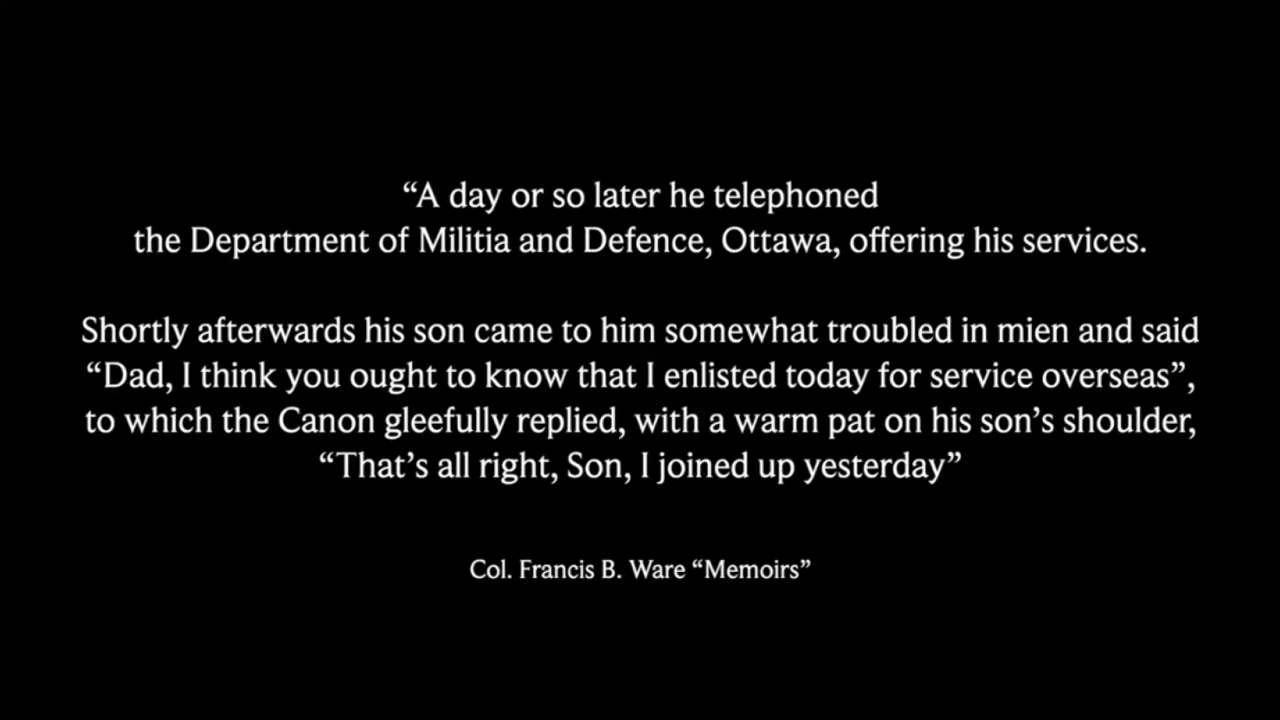 “A day or so later he telephoned
the Department of Militia and Defence, Ottawa, offering his services.
Shortly afterwards his son came to him somewhat troubled in mien and said
“Dad, I think you ought to know that I enlisted today for service overseas”,
to which the Canon gleefully replied, with a warm pat on his son’s shoulder,
“That’s all right, Son, I joined up yesterday”
Col. Francis B. Ware “Memoirs”